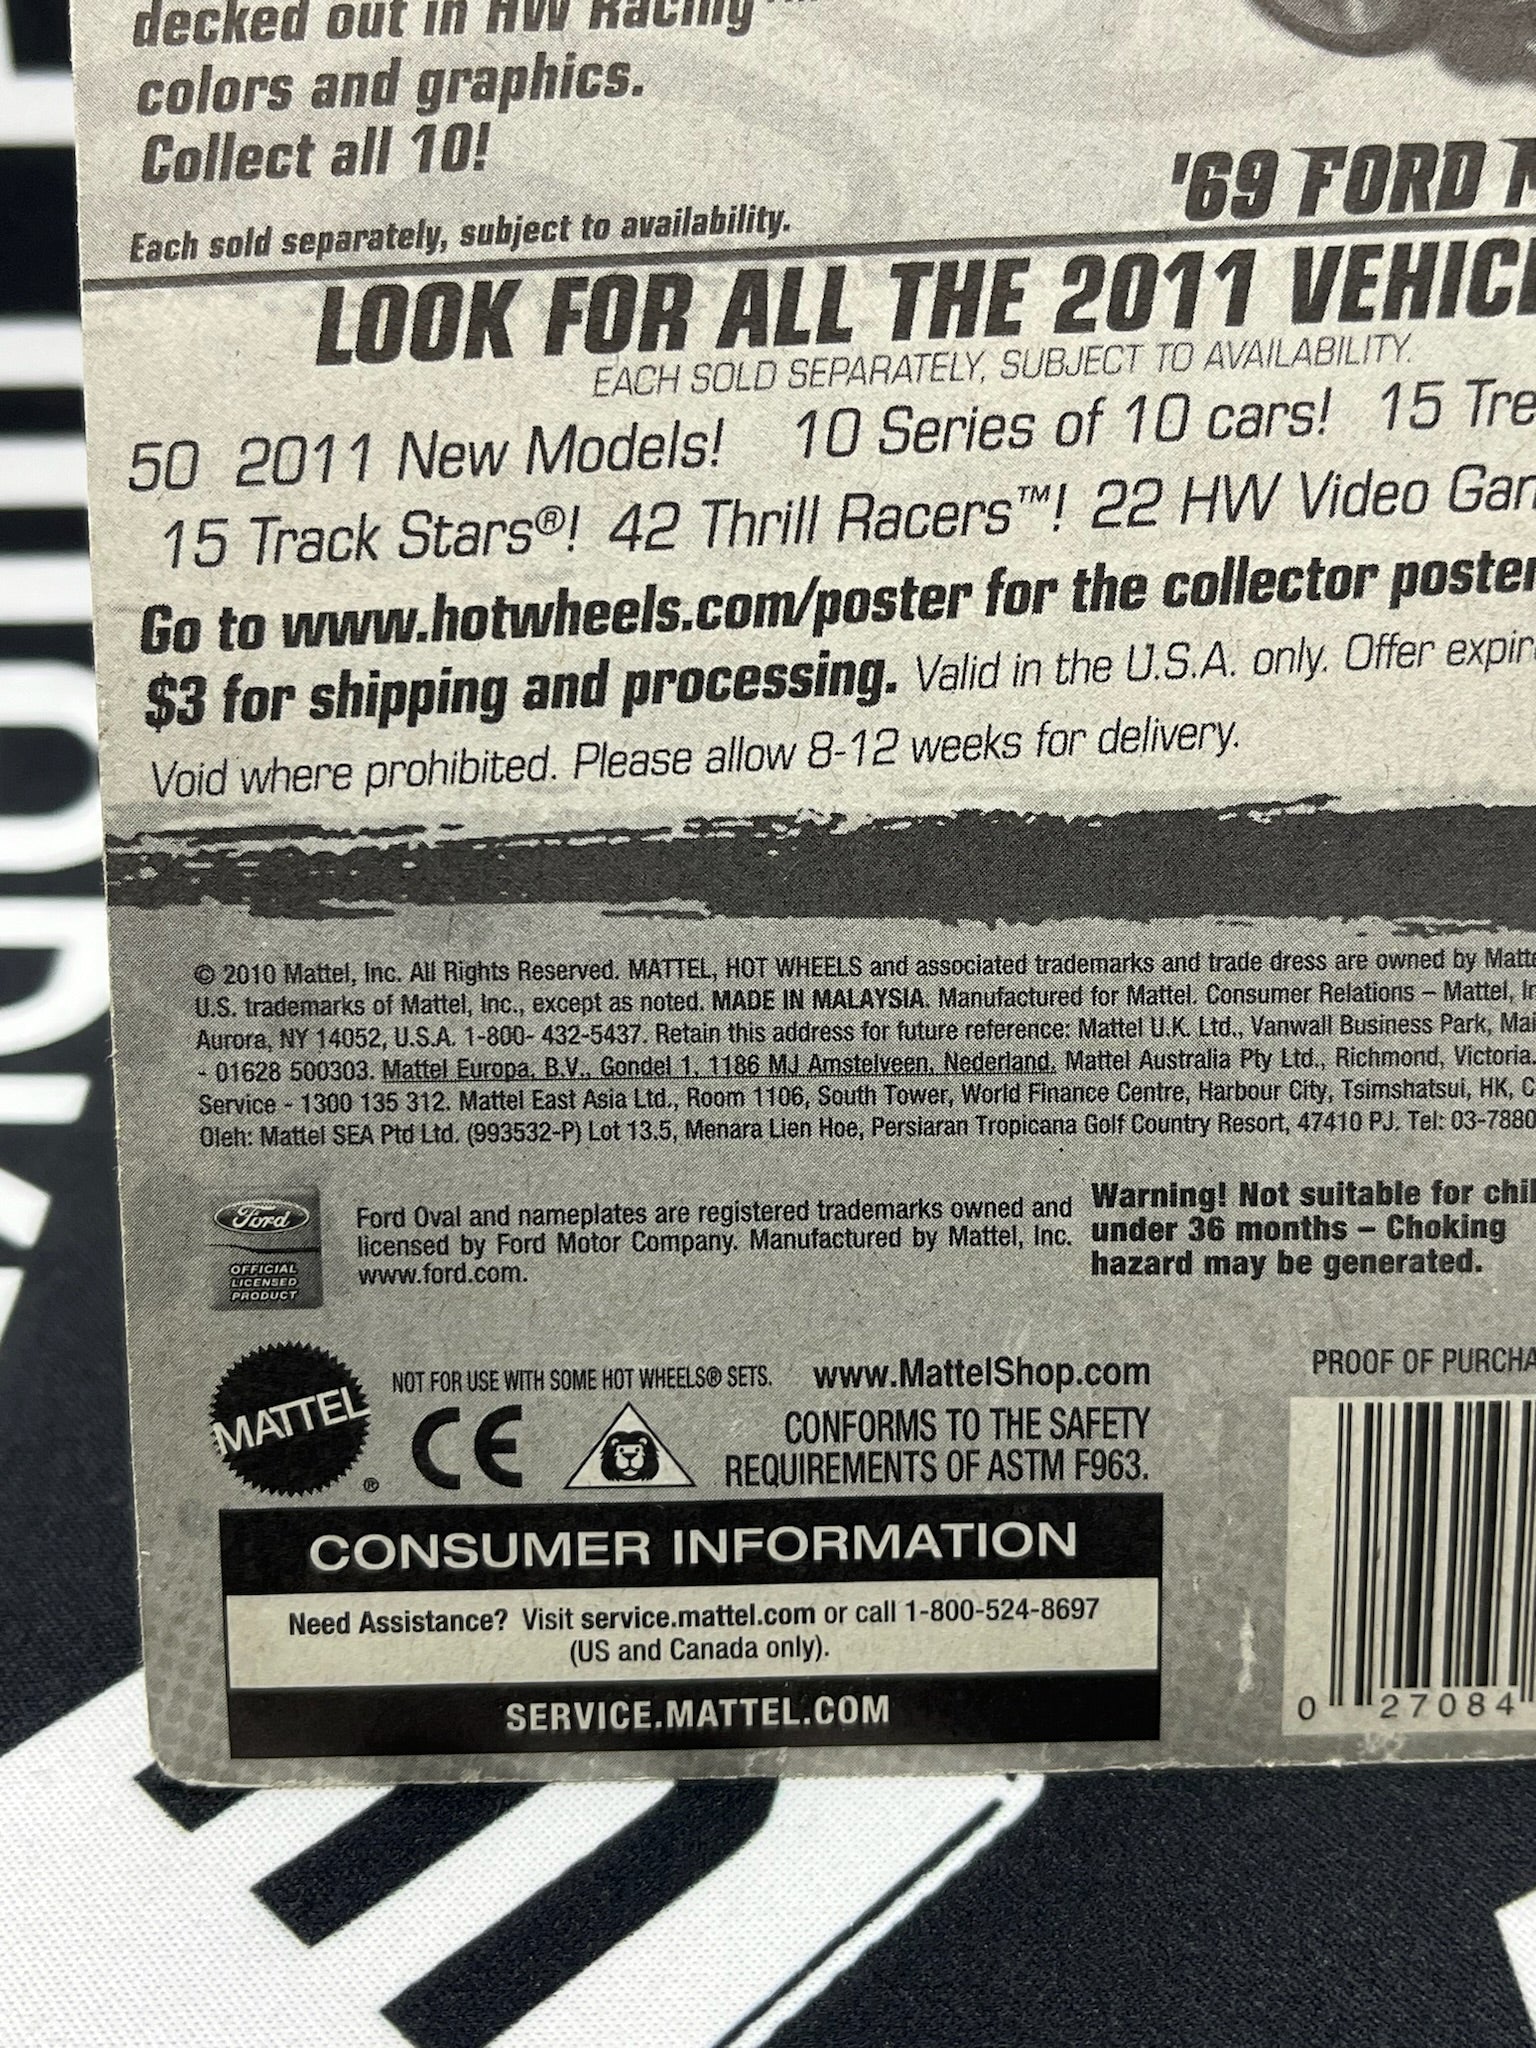 decked out in HW Racing™
colors and graphics.
Collect all 10!
Each sold separately, subject to availability.
'69 FORD
LOOK FOR ALL THE 2011
EACH SOLD SEPARATELY, SUBJECT TO AVAILABILITY.
50 2011 New Models! 10 Series of 10 cars! 15
15 Track Stars®! 42 Thrill Racers™! 22 HW Video
Go to www.hotwheels.com/poster for the collector poster
$3 for shipping and processing. Valid in the U.S.A. only. Offer
Void where prohibited. Please allow 8-12 weeks for delivery.
© 2010 Mattel, Inc. All Rights Reserved. MATTEL, HOT WHEELS and associated trademarks and trade dress are owned by
U.S. trademarks of Mattel, Inc., except as noted. MADE IN MALAYSIA. Manufactured for Mattel. Consumer Relations – Mattel,
Aurora, NY 14052, U.S.A. 1-800- 432-5437. Retain this address for future reference: Mattel U.K. Ltd., Vanwall Business Park,
- 01628 500303. Mattel Europa, B.V., Gondel 1, 1186 MJ Amstelveen, Nederland. Mattel Australia Pty Ltd., Richmond, Victoria.
Service - 1300 135 312. Mattel East Asia Ltd., Room 1106, South Tower, World Finance Centre, Harbour City, Tsimshatsui, HK,
Oleh: Mattel SEA Ptd Ltd. (993532-P) Lot 13.5, Menara Lien Hoe, Persiaran Tropicana Golf Country Resort, 47410 PJ. Tel: 03-7880
Ford
OFFICIAL
LICENSED
PRODUCT
Ford Oval and nameplates are registered trademarks owned and
licensed by Ford Motor Company. Manufactured by Mattel, Inc.
www.ford.com.
Warning! Not suitable for
under 36 months – Choking
hazard may be generated.
MATTEL®
NOT FOR USE WITH SOME HOT WHEELS® SETS.
CE
www.MattelShop.com
CONFORMS TO THE SAFETY
REQUIREMENTS OF ASTM F963.
PROOF OF
0 27084
CONSUMER INFORMATION
Need Assistance? Visit service.mattel.com or call 1-800-524-8697
(US and Canada only).
SERVICE.MATTEL.COM